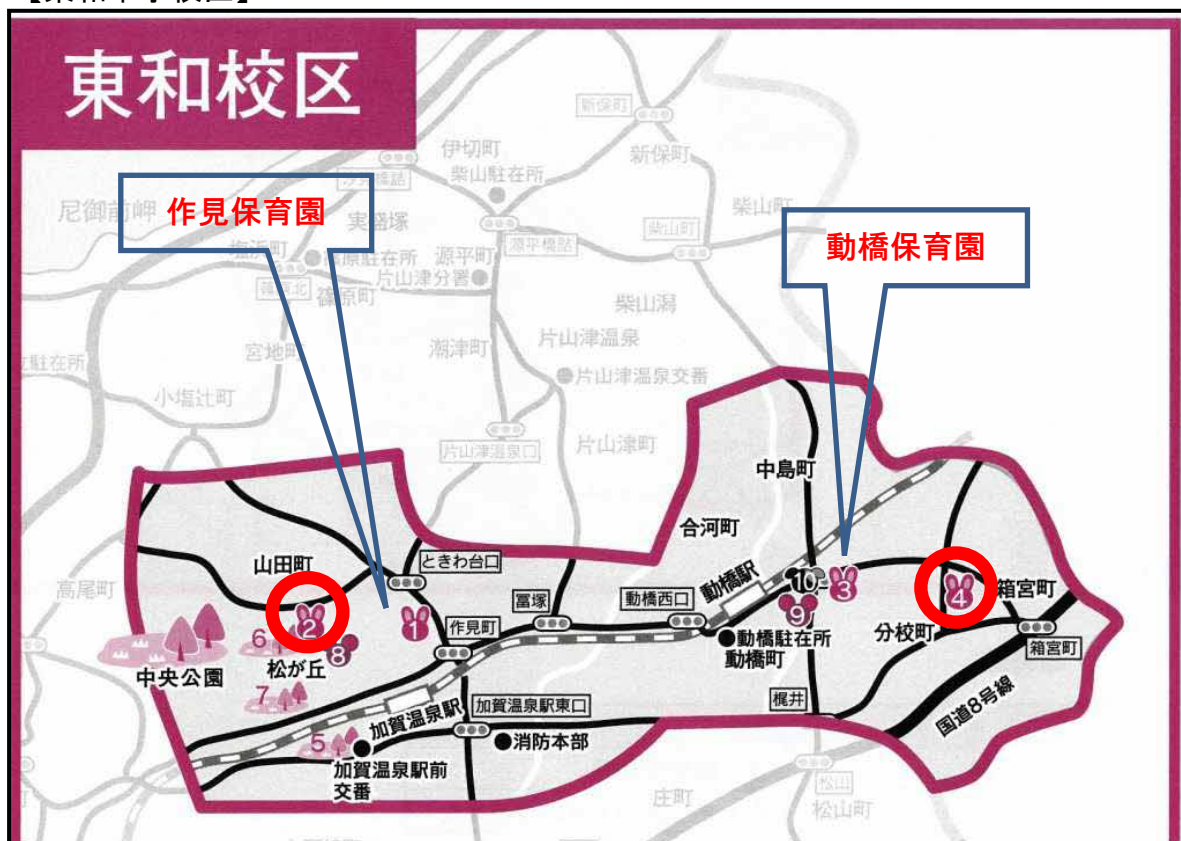 東和校区
新保町
伊切町
新保町
柴山駐在所
尼御前岬
作見保育園
実盛塚
柴山町
塩浜町
源平町
源平橋詰
柴山町
動橋保育園
片山津分署
篠原北
篠原町
柴山潟
宮地町
潮津町
片山津温泉
片山津温泉交番
小塩辻町
片山津温泉口
片山津町
中島町
合河町
山田町
ときわ台口
動橋駅
高尾町
冨塚
動橋西口
10
3
4
箱宮町
2
1
作見町
9
6
8
動橋駐在所
分校町
箱宮町
中央公園
松が丘
動橋町
7
加賀温泉駅
加賀温泉駅東口
梶井
国道8号線
5
消防本部
加賀温泉駅前
交番
松山
庄町
松山町